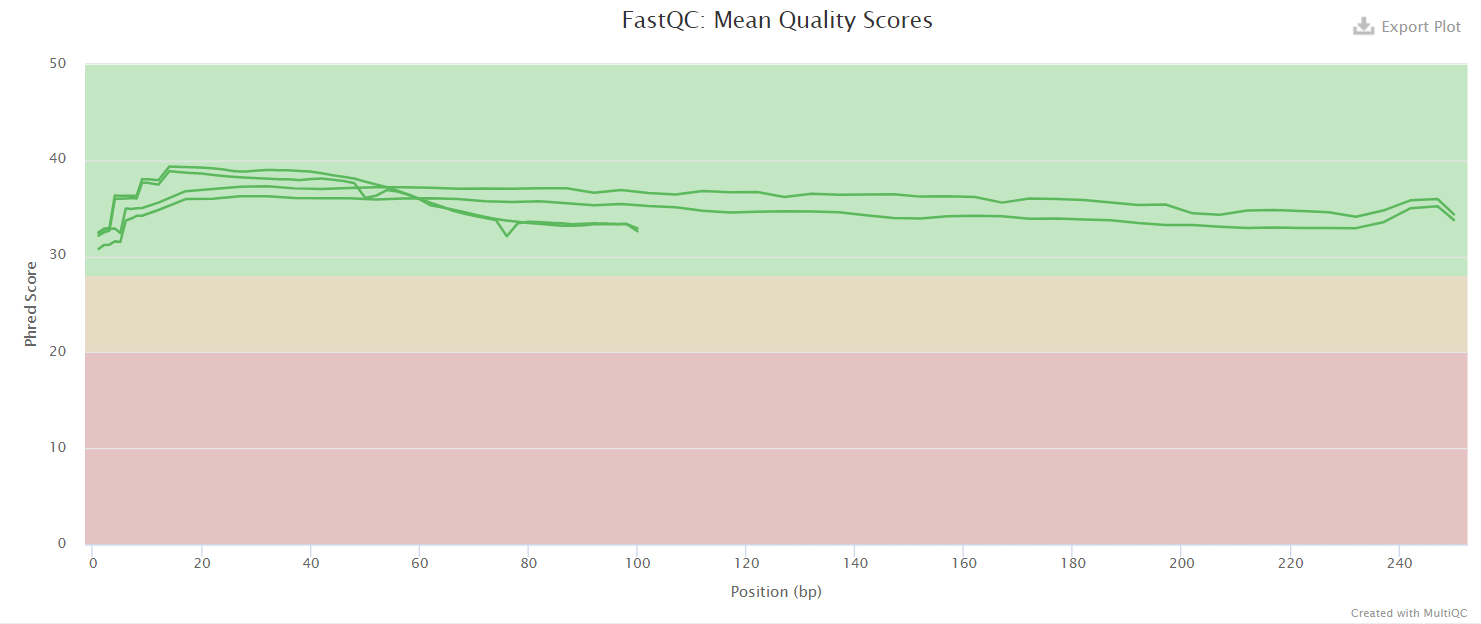 FastQC: Mean Quality Scores
Export Plot
50
40
30
20
10
0
Phred Score
0 20 40 60 80 100 120 140 160 180 200 220 240
Position (bp)
Created with MultiQC